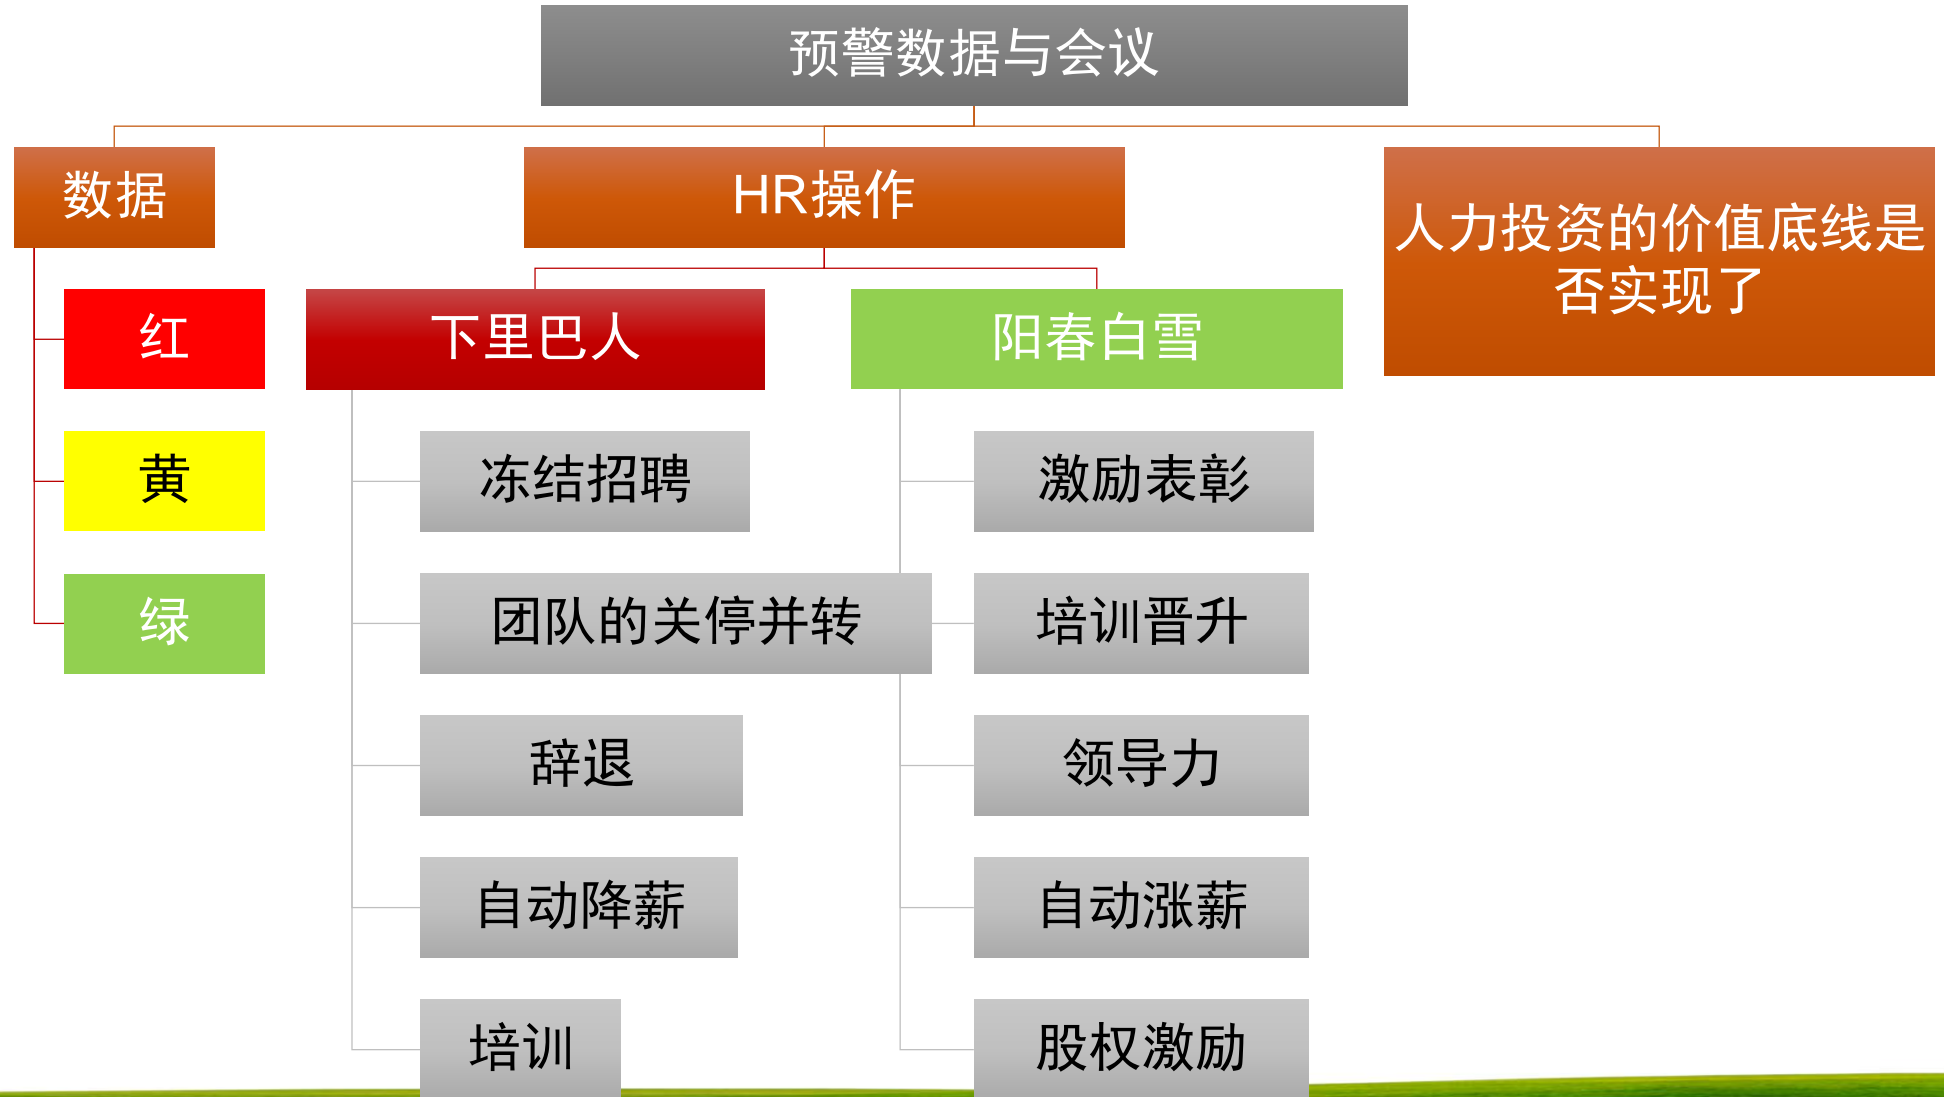 预警数据与会议
数据
HR操作
人力投资的价值底线是
否实现了
红
黄
绿
下里巴人
冻结招聘
团队的关停并转
辞退
自动降薪
培训
阳春白雪
激励表彰
培训晋升
领导力
自动涨薪
股权激励